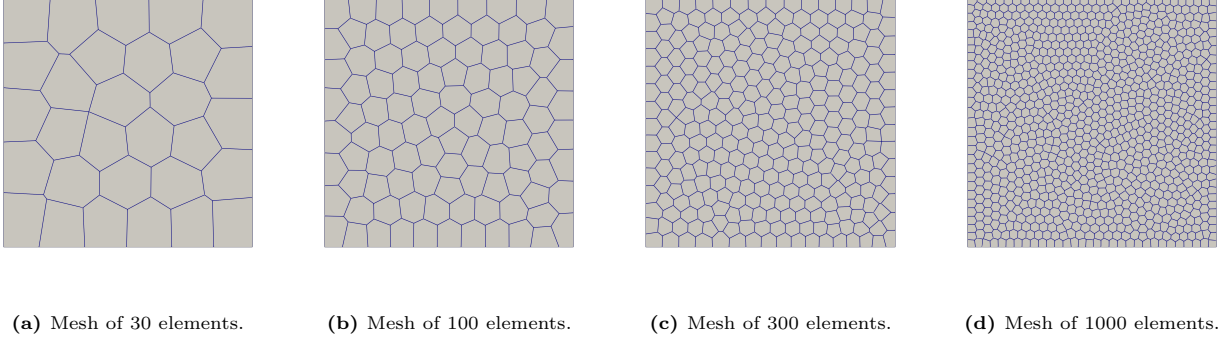 (a) Mesh of 30 elements.
(b) Mesh of 100 elements.
(c) Mesh of 300 elements.
(d) Mesh of 1000 elements.